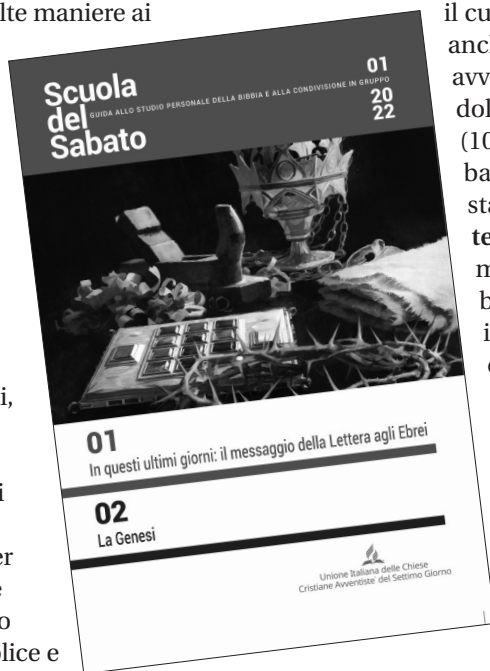 lte maniere ai
i,
i
er
e
o
lice e
Scuola
del
Sabato
GUIDA ALLO STUDIO PERSONALE DELLA BIBBIA E ALLA CONDIVISIONE IN GRUPPO
01
20
22
01
In questi ultimi giorni: il messaggio della Lettera agli Ebrei
02
La Genesi
Unione Italiana delle Chiese
Cristiane Avventiste del Settimo Giorno
il cu
anch
avv
dol
(10
ba
sta
te
m
b
i